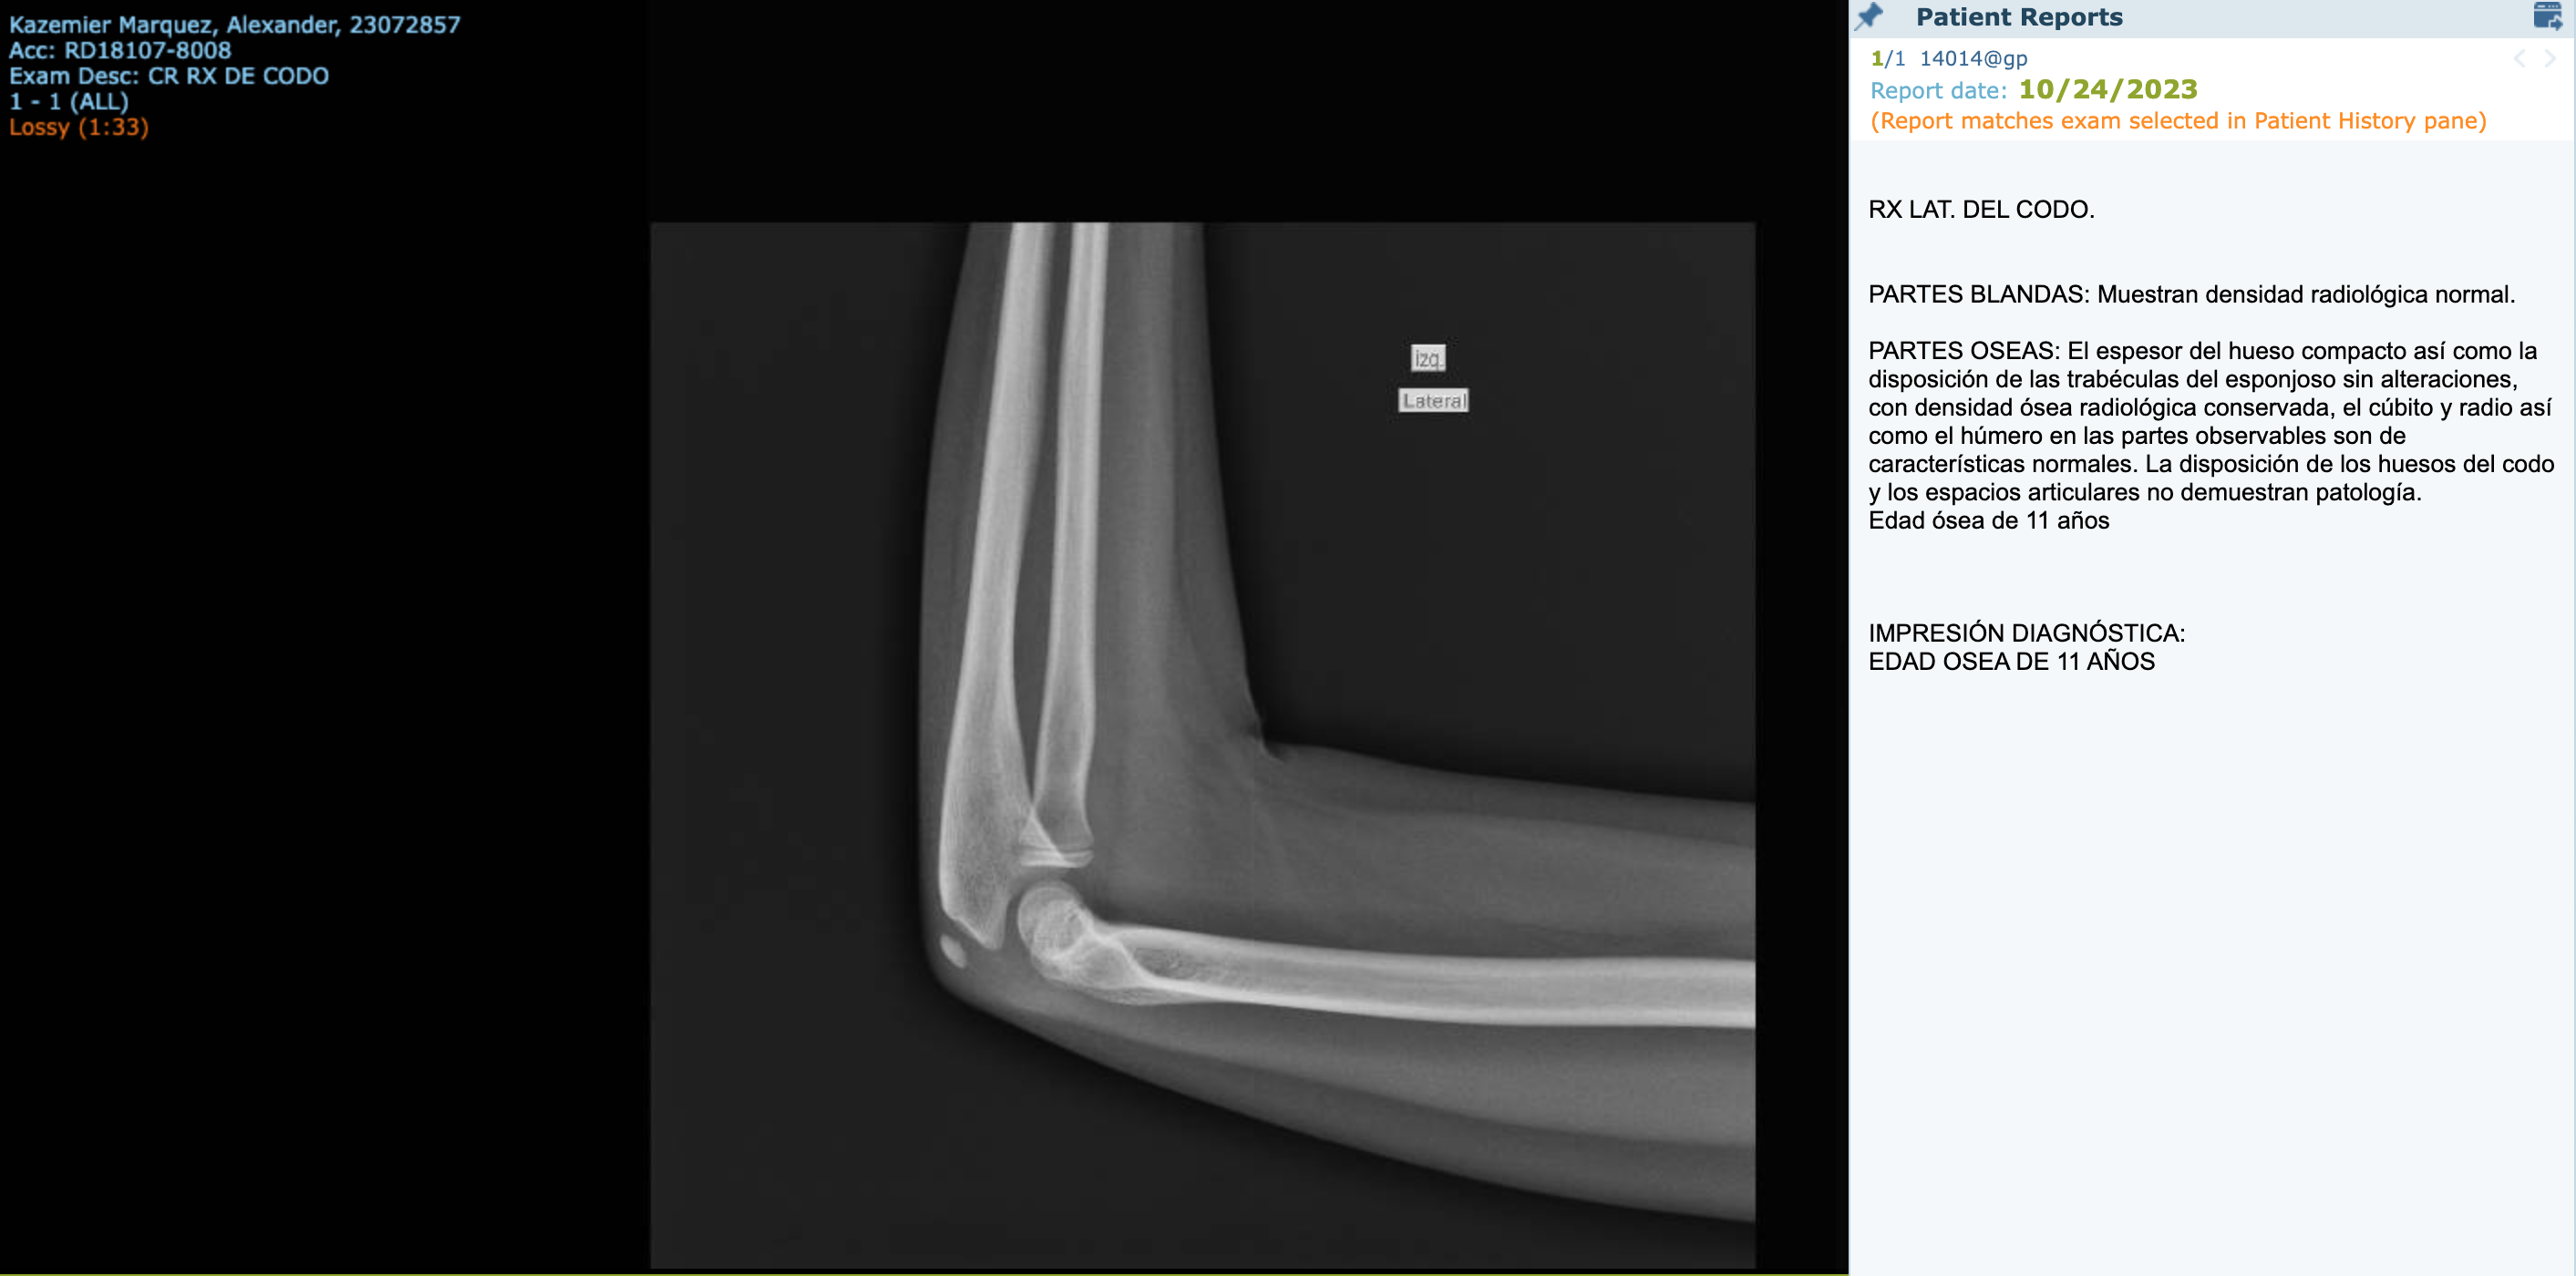 Kazemier Marquez, Alexander, 23072857
Acc: RD18107-8008
Exam Desc: CR RX DE CODO
1 - 1 (ALL)
Lossy (1:33)
izq.
Lateral
Patient Reports
1/1 14014@gp
Report date: 10/24/2023
(Report matches exam selected in Patient History pane)
RX LAT. DEL CODO.
PARTES BLANDAS: Muestran densidad radiológica normal.
PARTES OSEAS: El espesor del hueso compacto así como la
disposición de las trabéculas del esponjoso sin alteraciones,
con densidad ósea radiológica conservada, el cúbito y radio así
como el húmero en las partes observables son de
características normales. La disposición de los huesos del codo
y los espacios articulares no demuestran patología.
Edad ósea de 11 años
IMPRESIÓN DIAGNÓSTICA:
EDAD OSEA DE 11 AÑOS